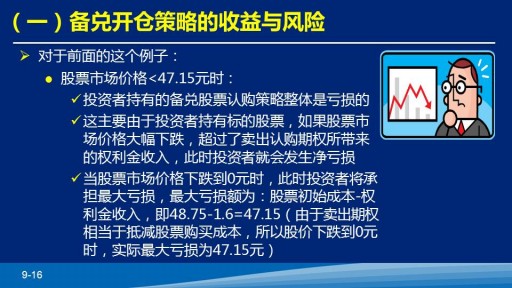 （一）备兑开仓策略的收益与风险
对于前面的这个例子：
股票市场价格<47.15元时：
投资者持有的备兑股票认购策略整体是亏损的
这主要由于投资者持有标的股票，如果股票市
场价格大幅下跌，超过了卖出认购期权所带来
的权利金收入，此时投资者就会发生净亏损
当股票市场价格下跌到0元时，此时投资者将承
担最大亏损，最大亏损额为：股票初始成本-权
利金收入，即48.75-1.6=47.15（由于卖出期权
相当于抵减股票购买成本，所以股价下跌到0元
时，实际最大亏损为47.15元）
9-16